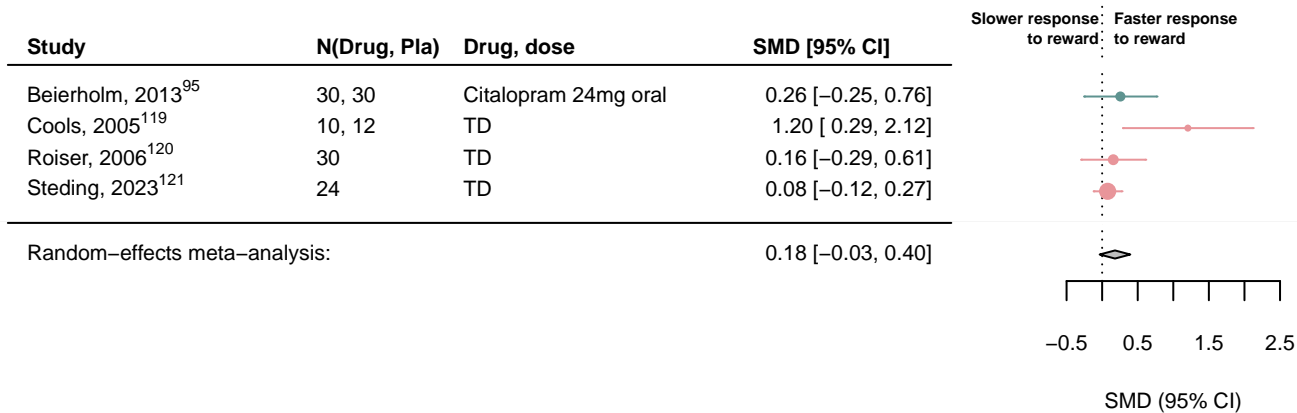 Slower response Faster response
Study N(Drug, Pla) Drug, dose SMD [95% CI] to reward to reward
Beierholm, 201395 30, 30 Citalopram 24mg oral 0.26 [−0.25, 0.76]
Cools, 2005119 10, 12 TD 1.20 [ 0.29, 2.12]
Roiser, 2006120 30 TD 0.16 [−0.29, 0.61]
Steding, 2023121 24 TD 0.08 [−0.12, 0.27]
Random−effects meta−analysis: 0.18 [−0.03, 0.40]
−0.5 0.5 1.5 2.5
SMD (95% CI)